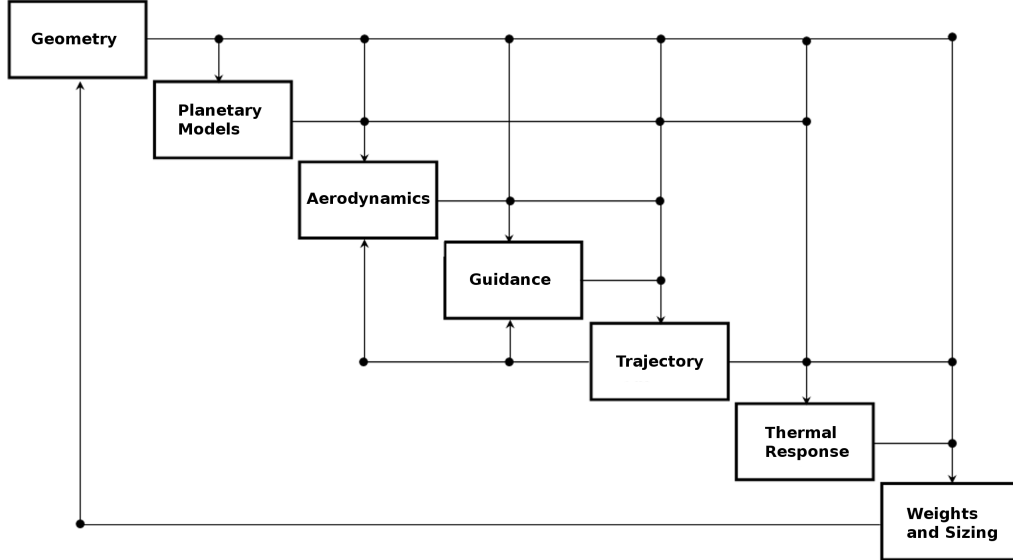 Geometry
Planetary
Models
Aerodynamics
Guidance
Trajectory
Thermal
Response
Weights
and Sizing